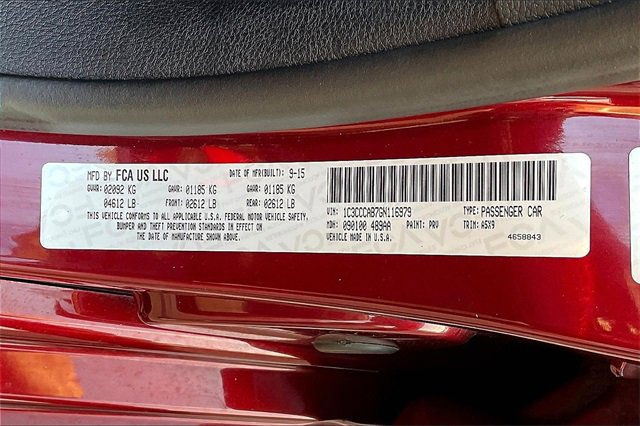 MFD BY FCA US LLC DATE OF MFR(BUILT): 9-15
GVWR: 02092 KG GAWR: 01185 KG GAWR: 01185 KG
04612 LB FRONT: 02612 LB REAR: 02612 LB
THIS VEHICLE CONFORMS TO ALL APPLICABLE U.S.A. FEDERAL MOTOR VEHICLE SAFETY,
BUMPER AND THEFT PREVENTION STANDARDS IN EFFECT ON
THE DATE OF MANUFACTURE SHOWN ABOVE.
VIN: 1C3CCCAB7GN116979 TYPE: PASSENGER CAR
MDH: 090100 489AA PAINT: PRV TRIM: A5X9
VEHICLE MADE IN U.S.A. 4658843